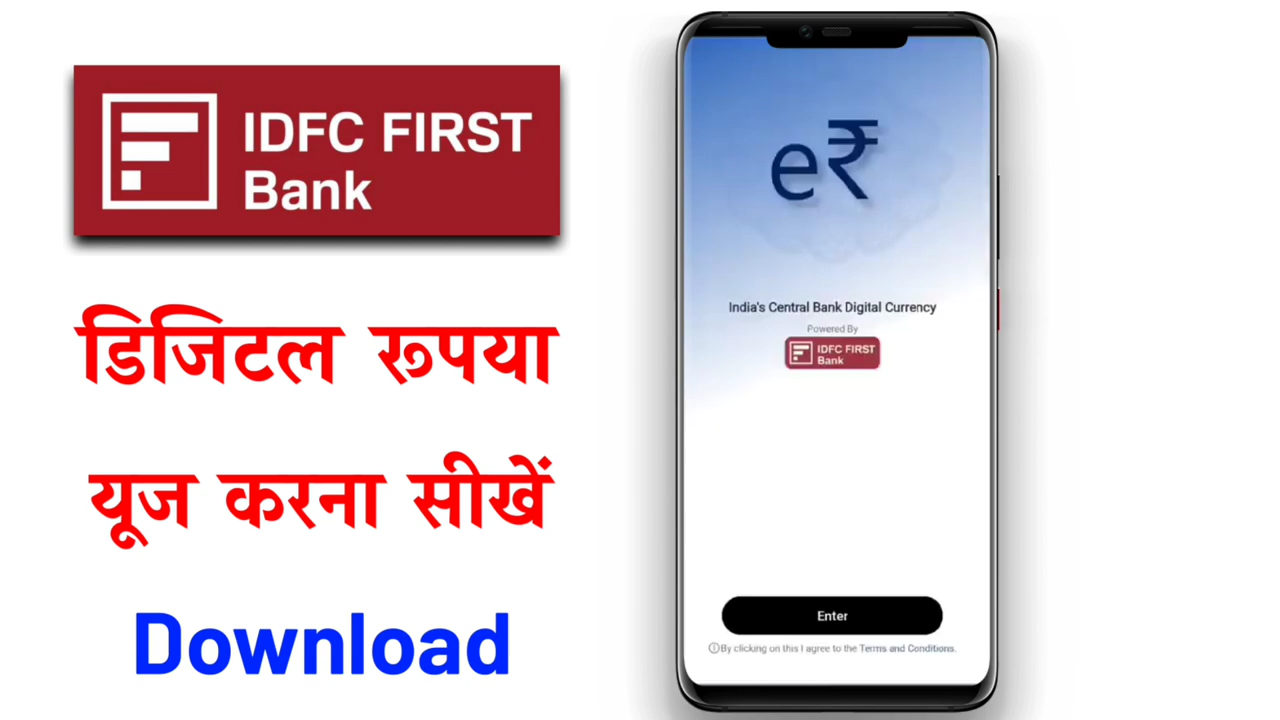 IDFC FIRST
Bank
डिजिटल रूपया
यूज करना सीखें
Download
e₹
India's Central Bank Digital Currency
Powered By
IDFC FIRST
Bank
Enter
By clicking on this I agree to the Terms and Conditions.